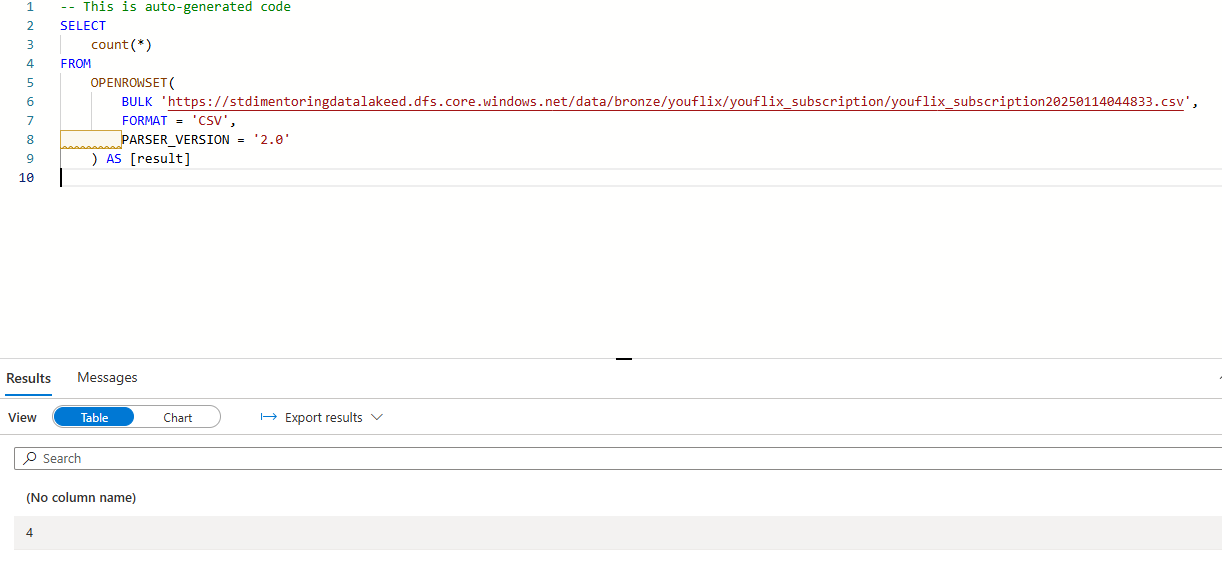 1 -- This is auto-generated code
2 SELECT
3 count(*)
4 FROM
5 OPENROWSET(
6 BULK 'https://stdimentoringdatalakeed.dfs.core.windows.net/data/bronze/youflix/youflix_subscription/youflix_subscription20250114044833.csv',
7 FORMAT = 'CSV',
8 PARSER_VERSION = '2.0'
9 ) AS [result]
10
Results Messages
View Table Chart Export results
Search
(No column name)
4